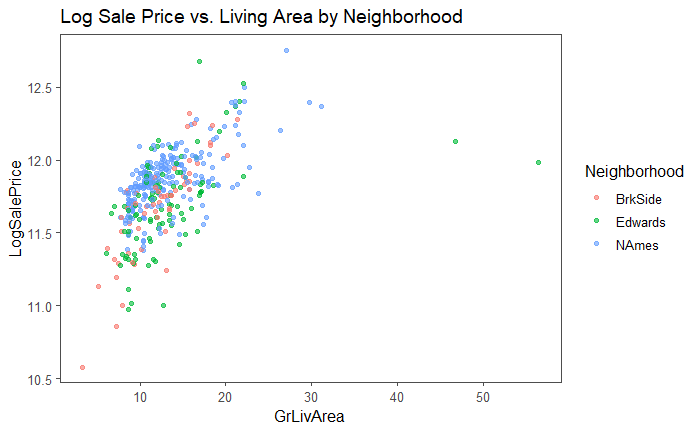 Log Sale Price vs. Living Area by Neighborhood
12.5
12.0
11.5
11.0
10.5
LogSalePrice
10 20 30 40 50
GrLivArea
Neighborhood
BrkSide
Edwards
NAmes